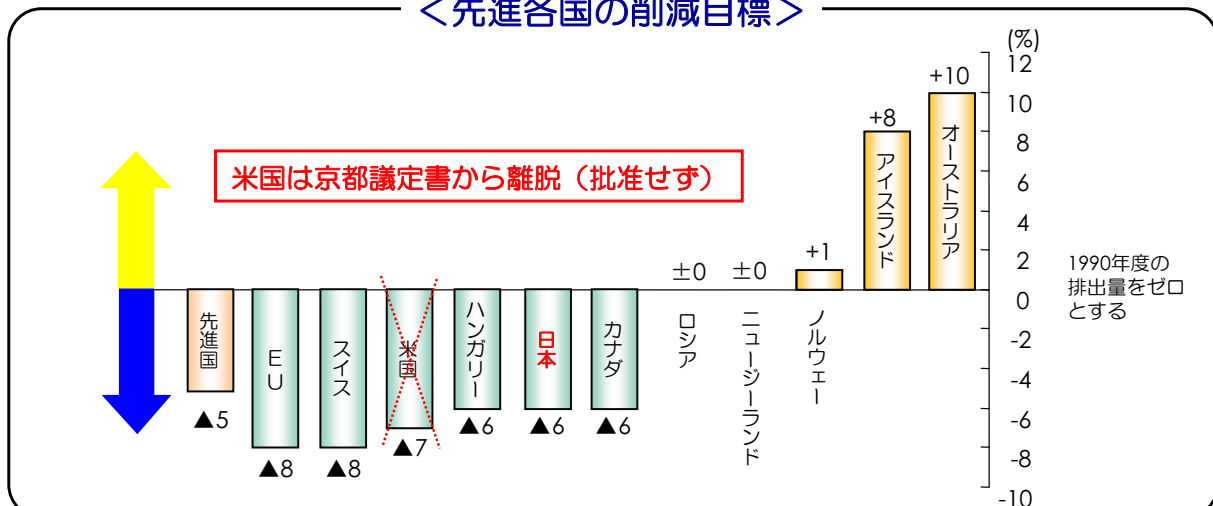 ＜先進各国の削減目標＞
(%)
米国は京都議定書から離脱（批准せず）
先進国
▲5
EU
▲8
スイス
▲8
米国
▲7
ハンガリー
▲6
日本
▲6
カナダ
▲6
±0
ロシア
±0
ニュージーランド
+1
ノルウェー
+8
アイスランド
+10
オーストラリア
12
10
8
6
4
2
0
-2
-4
-6
-8
-10
1990年度の
排出量をゼロ
とする